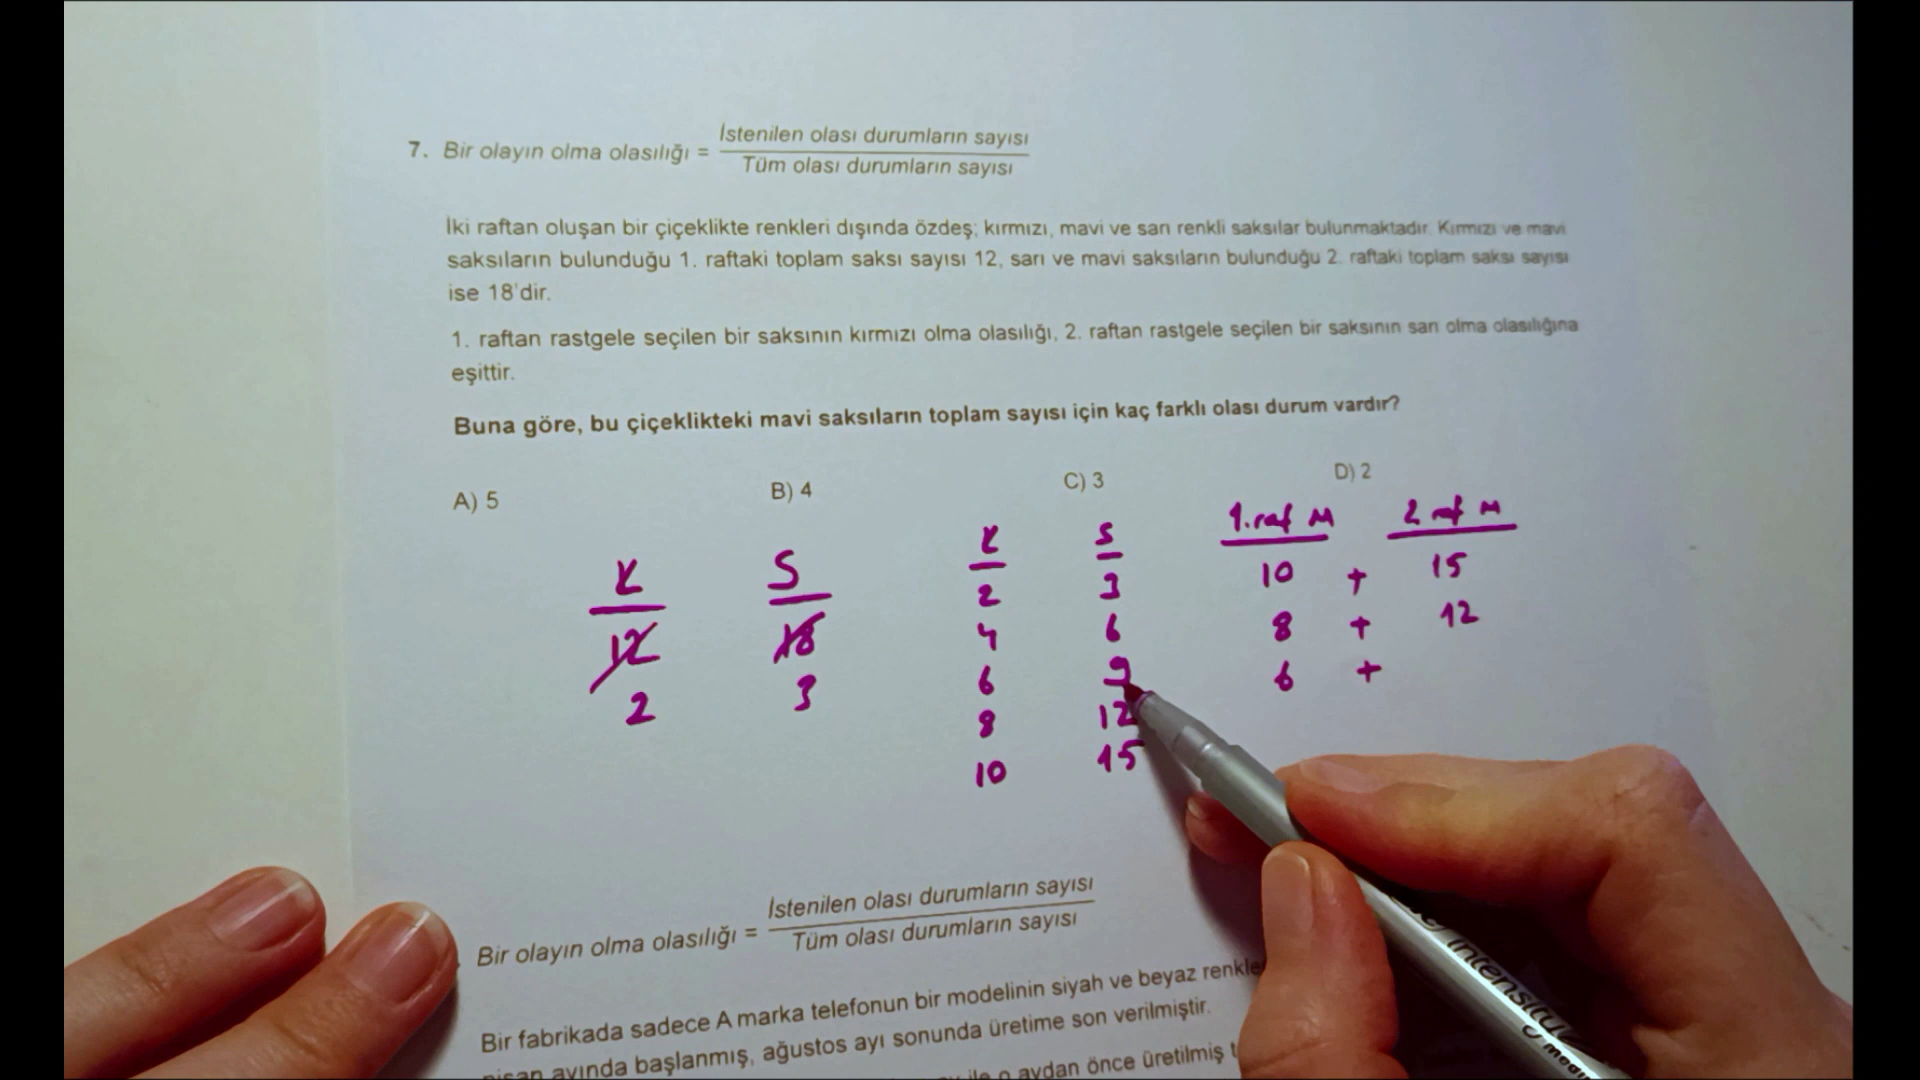 7. Bir olayın olma olasılığı = İstenilen olası durumların sayısı
Tüm olası durumların sayısı
İki raftan oluşan bir çiçeklikte renkleri dışında özdeş; kırmızı, mavi ve sarı renkli saksılar bulunmaktadır. Kırmızı ve mavi
saksıların bulunduğu 1. raftaki toplam saksı sayısı 12, sarı ve mavi saksıların bulunduğu 2. raftaki toplam saksı sayısı
ise 18'dir.
1. raftan rastgele seçilen bir saksının kırmızı olma olasılığı, 2. raftan rastgele seçilen bir saksının sarı olma olasılığına
eşittir.
Buna göre, bu çiçeklikteki mavi saksıların toplam sayısı için kaç farklı olası durum vardır?
A) 5 B) 4 C) 3 D) 2
K S K S 1. raf M 2 raf M
12 18 2 3 10 + 15
2 3 4 6 8 + 12
6 9 6 +
8 12
10 15
Bir olayın olma olasılığı = İstenilen olası durumların sayısı
Tüm olası durumların sayısı
Bir fabrikada sadece A marka telefonun bir modelinin siyah ve beyaz
nisan ayında başlanmış, ağustos ayı sonunda üretime son verilmiştir.
ile o aydan önce üretilmiş
intensity